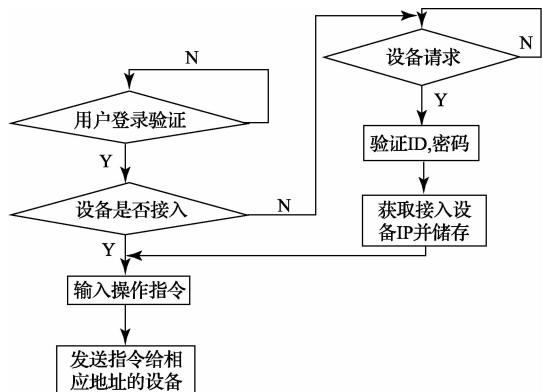 N
设备请求
N
用户登录验证
Y
验证ID,密码
Y
设备是否接入
N
获取接入设
备IP并储存
Y
输入操作指令
发送指令给相
应地址的设备